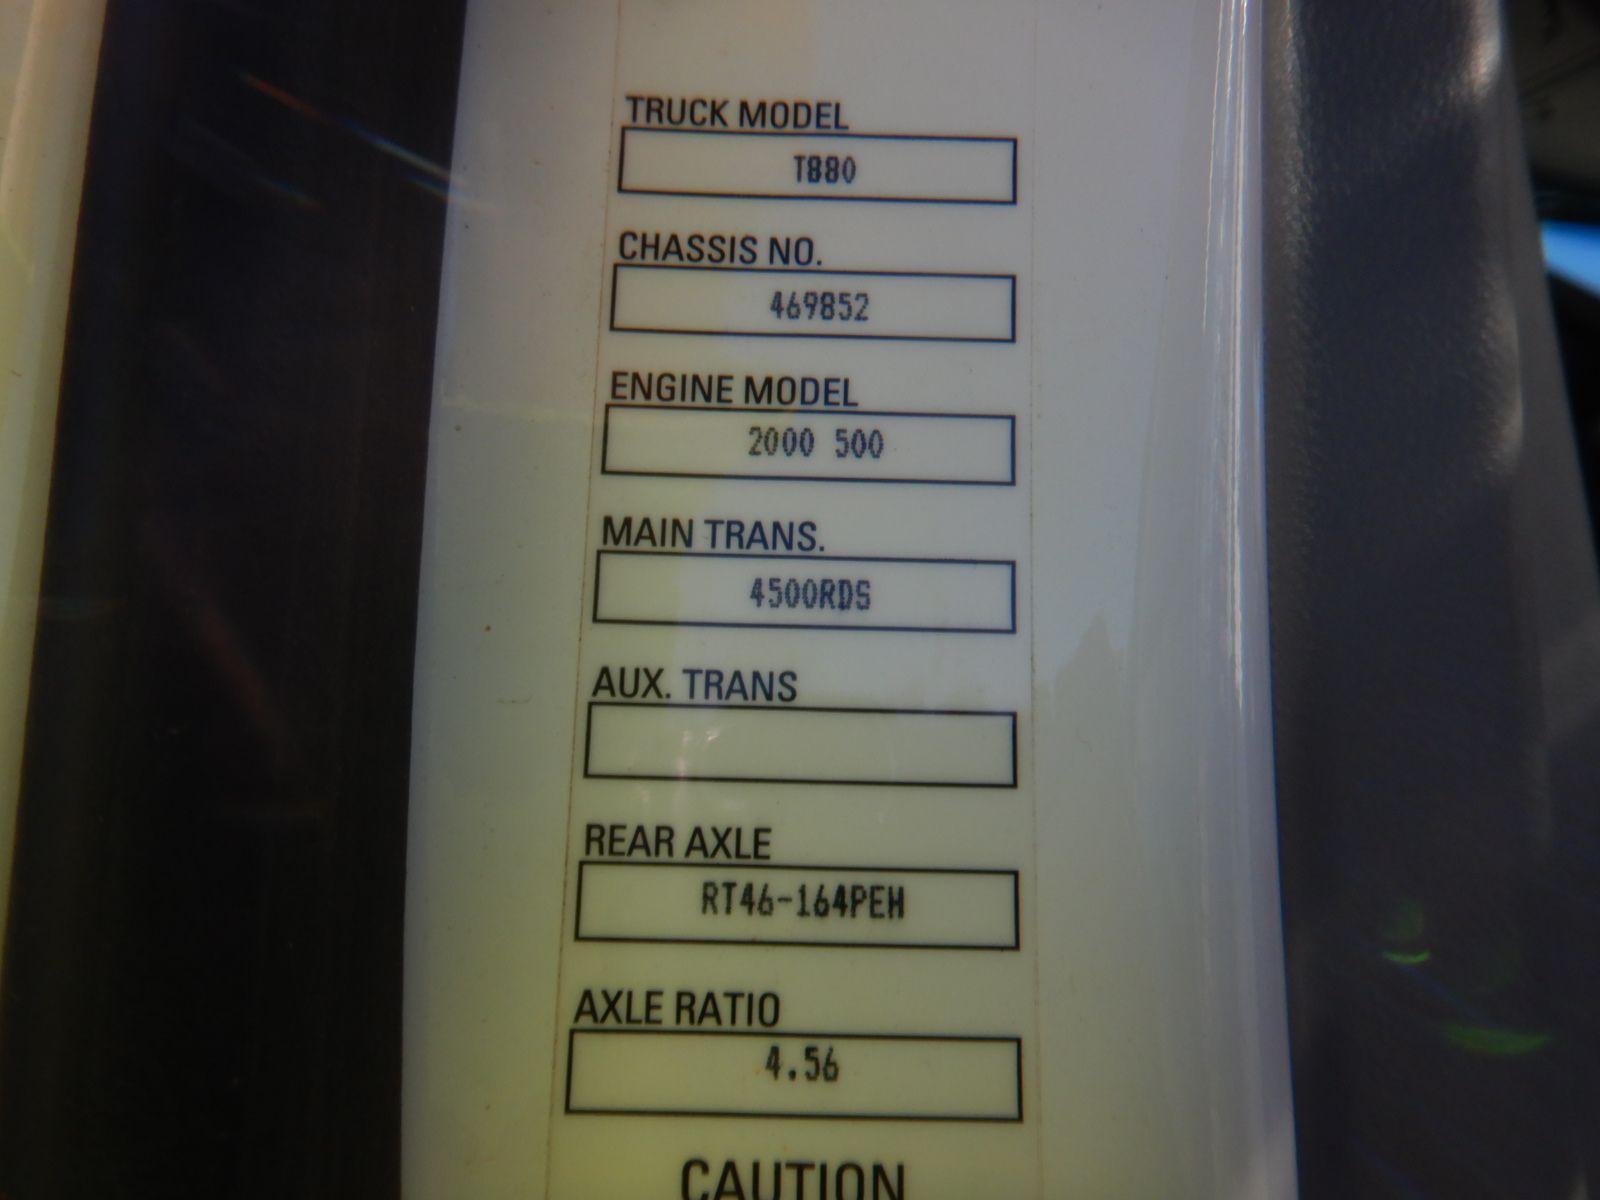 TRUCK MODEL
T880
CHASSIS NO.
469852
ENGINE MODEL
2000 500
MAIN TRANS.
4500RDS
AUX. TRANS
REAR AXLE
RT46-164PEH
AXLE RATIO
4.56
CAUTION